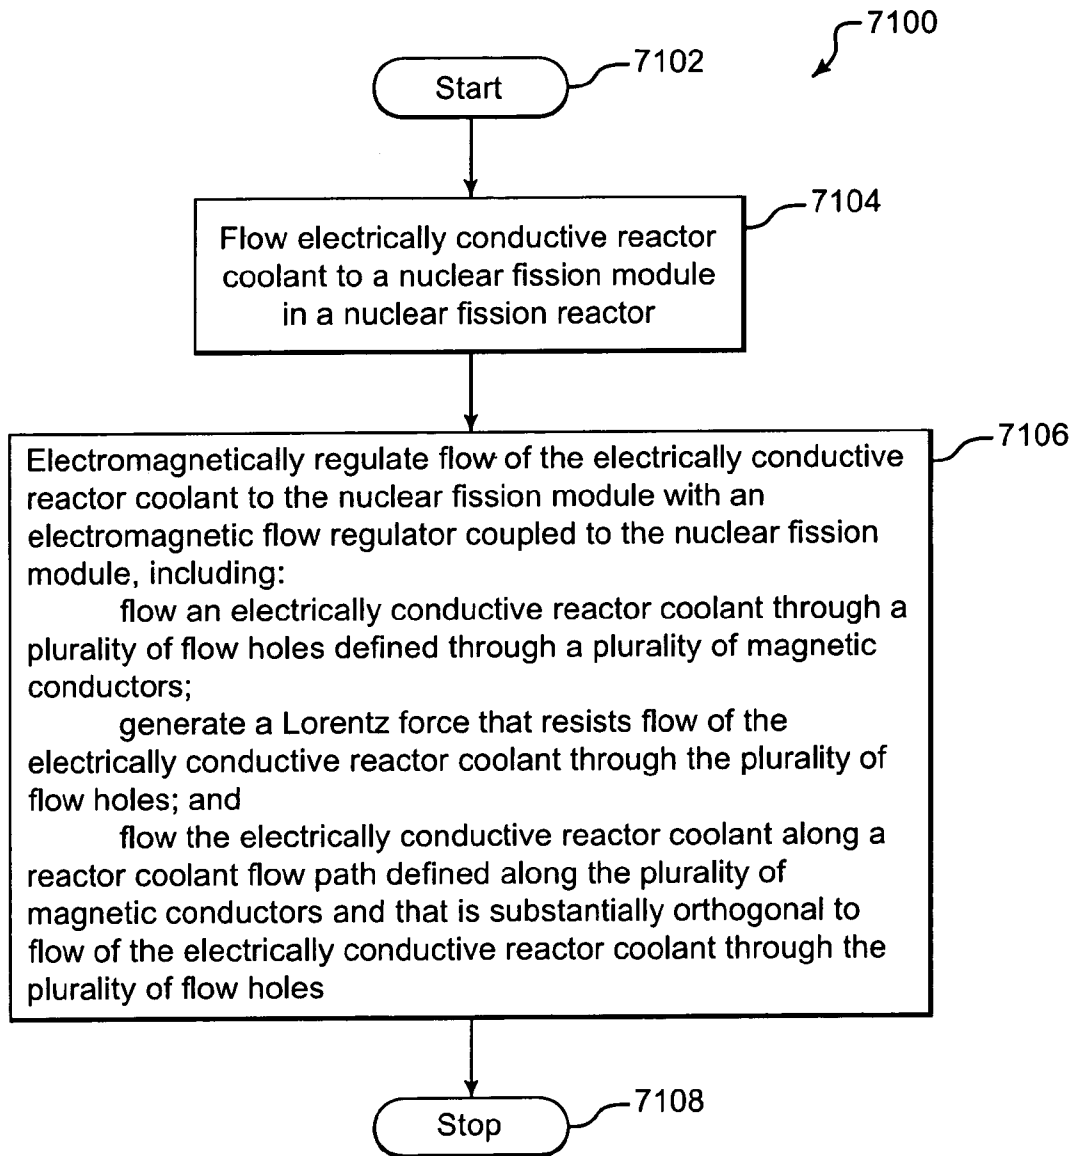 7100
Start
7102
7104
Flow electrically conductive reactor
coolant to a nuclear fission module
in a nuclear fission reactor
7106
Electromagnetically regulate flow of the electrically conductive
reactor coolant to the nuclear fission module with an
electromagnetic flow regulator coupled to the nuclear fission
module, including:
flow an electrically conductive reactor coolant through a
plurality of flow holes defined through a plurality of magnetic
conductors;
generate a Lorentz force that resists flow of the
electrically conductive reactor coolant through the plurality of
flow holes; and
flow the electrically conductive reactor coolant along a
reactor coolant flow path defined along the plurality of
magnetic conductors and that is substantially orthogonal to
flow of the electrically conductive reactor coolant through the
plurality of flow holes
Stop
7108